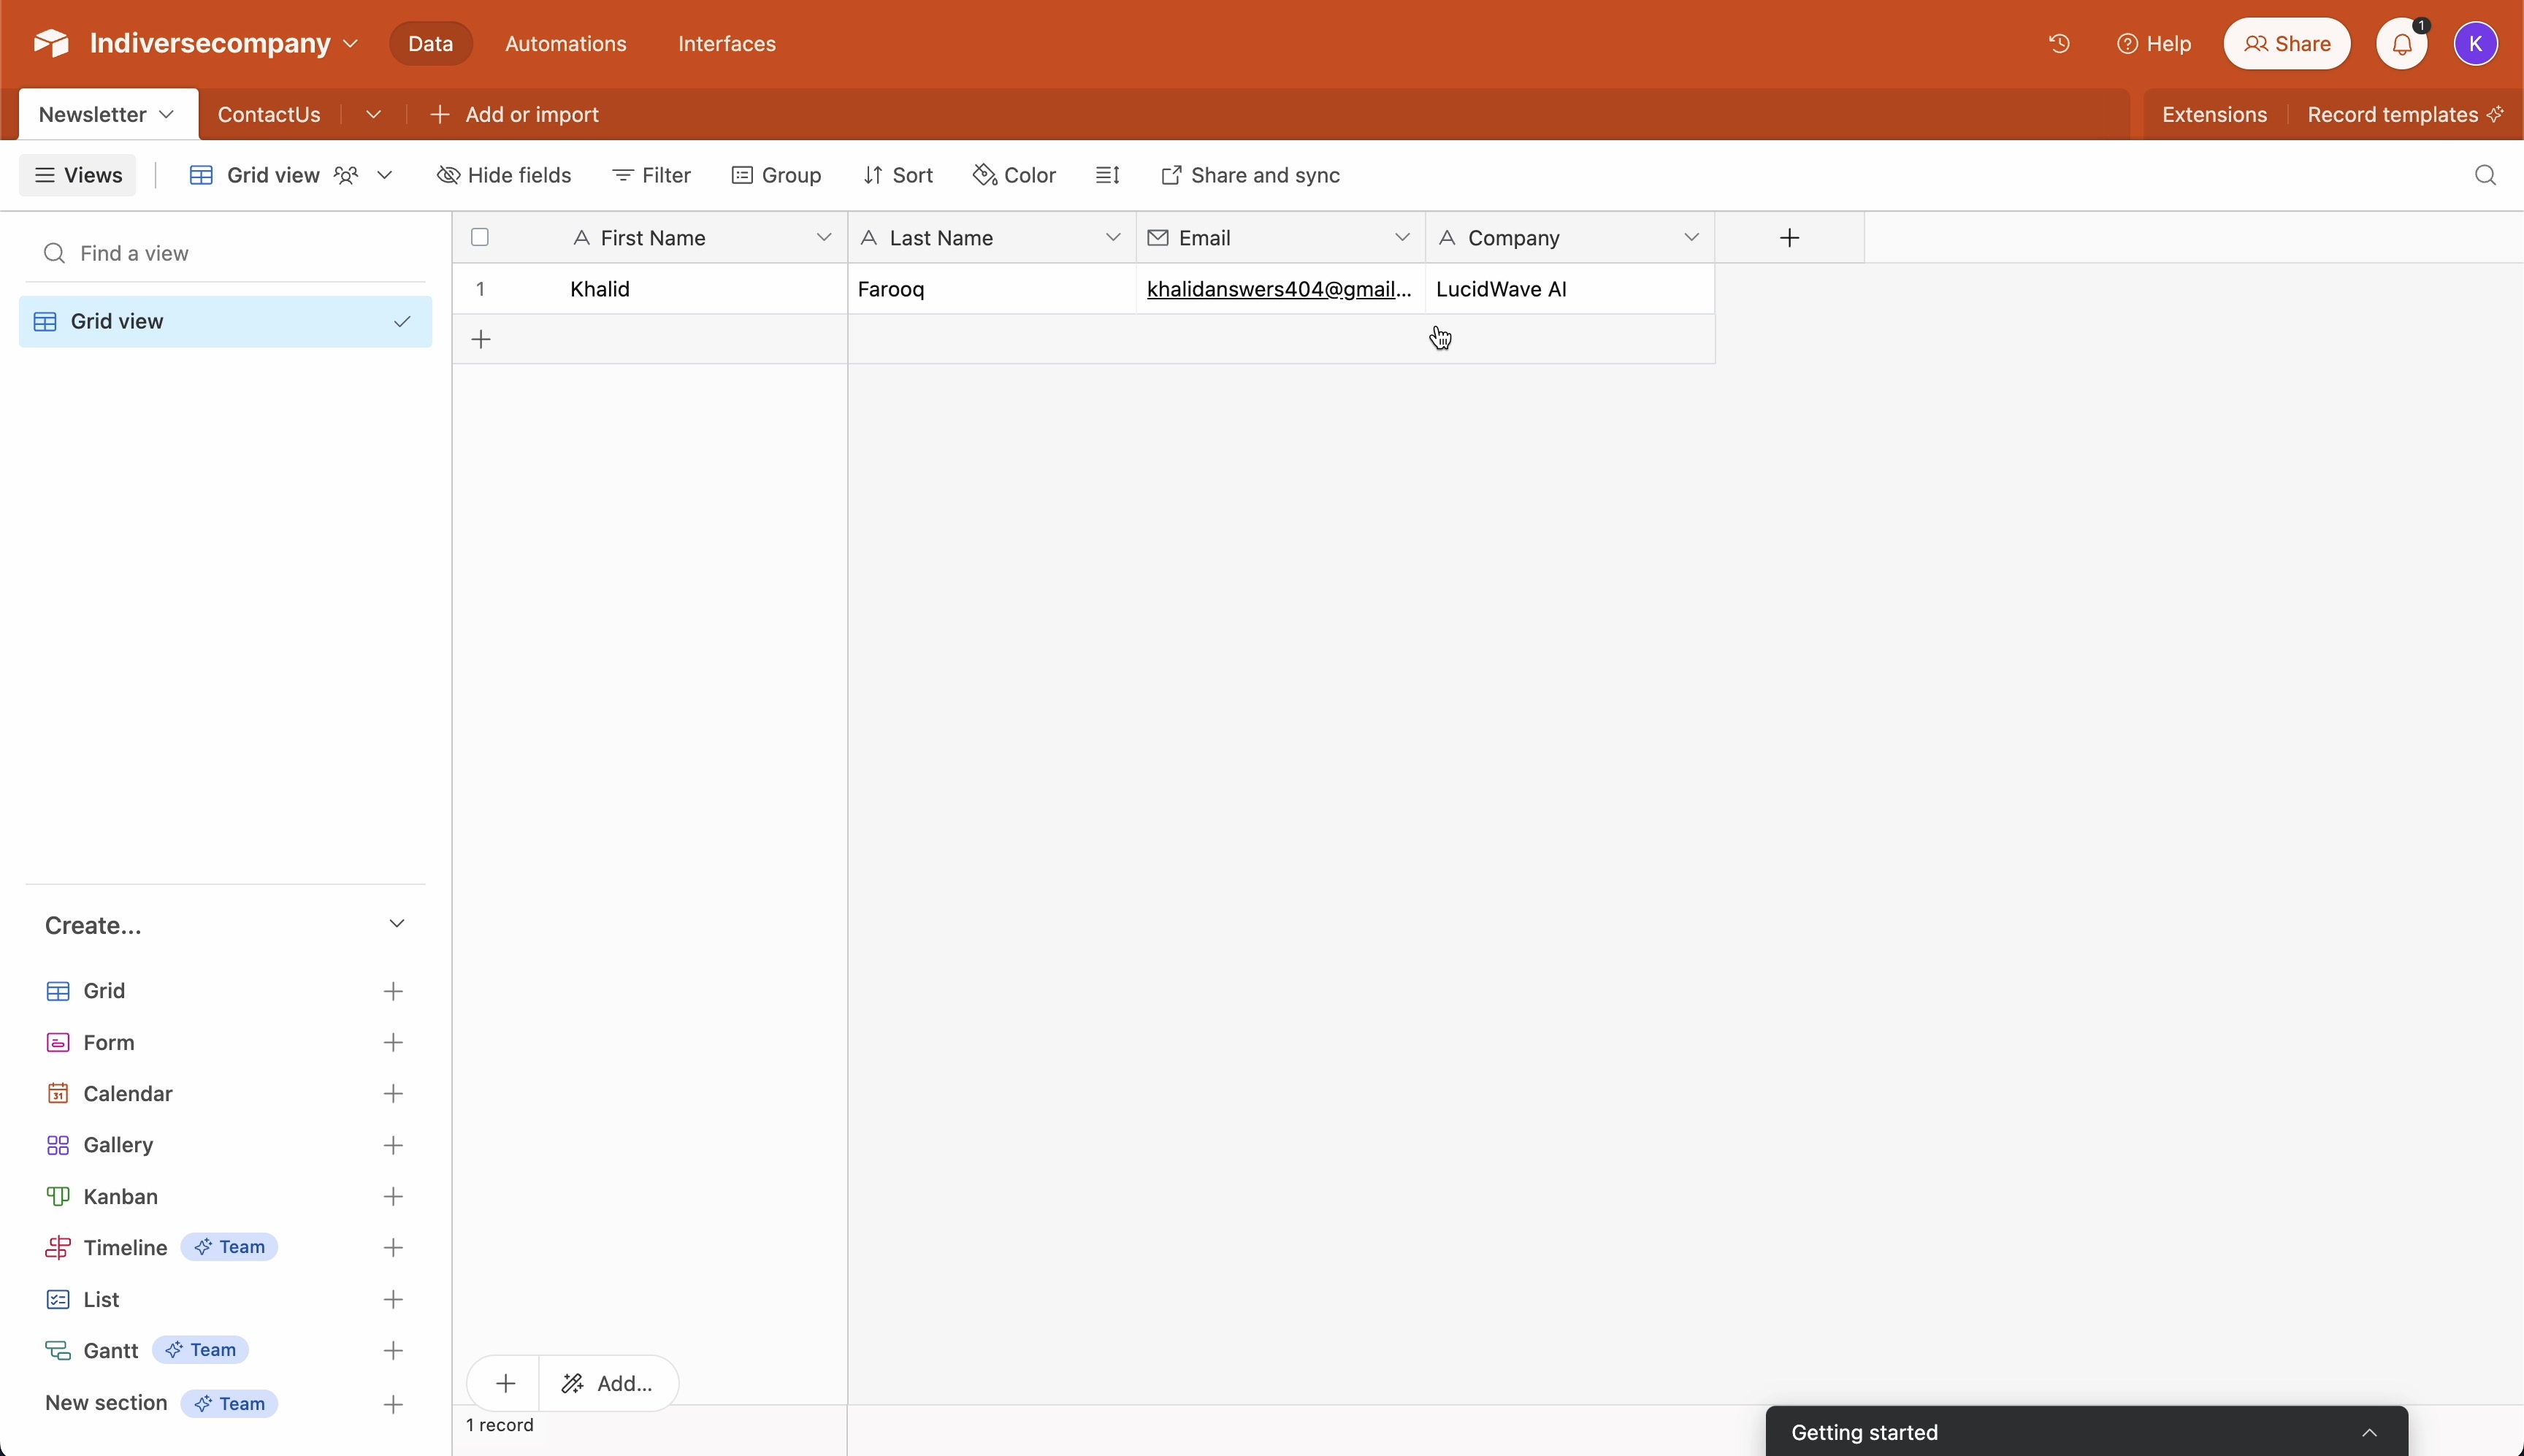 Indiversecompany Data Automations Interfaces Help Share 1 K
Newsletter ContactUs Add or import Extensions Record templates
Views Grid view Hide fields Filter Group Sort Color Share and sync
Find a view
Grid view
First Name Last Name Email Company
1 Khalid Farooq khalidanswers404@gmail... LucidWave AI
Create...
Grid
Form
31 Calendar
Gallery
Kanban
Timeline Team
List
Gantt Team
New section Team
Add...
1 record
Getting started